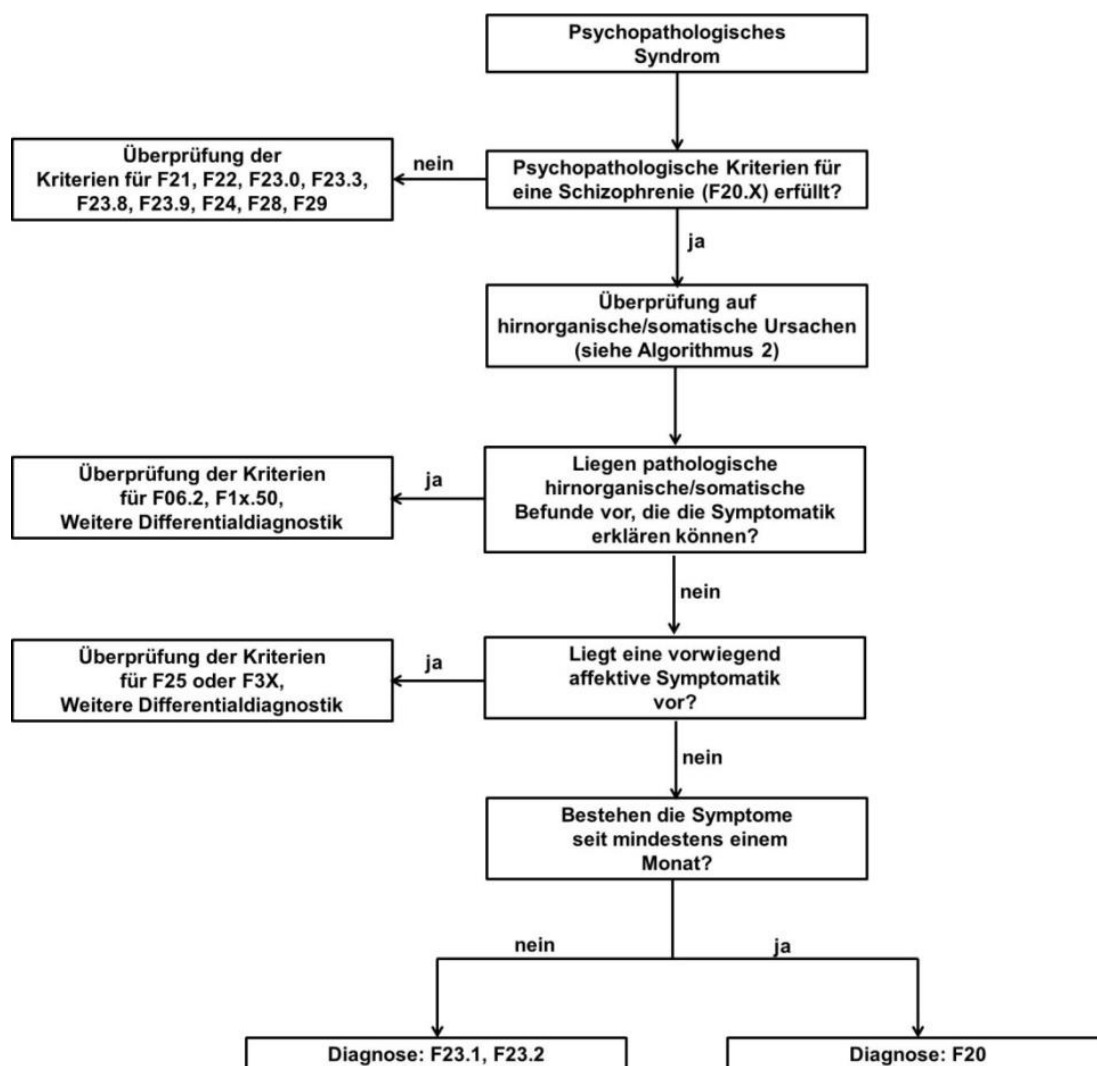 Psychopathologisches
Syndrom
Psychopathologische Kriterien für
eine Schizophrenie (F20.X) erfüllt?
nein
Überprüfung der
Kriterien für F21, F22, F23.0, F23.3,
F23.8, F23.9, F24, F28, F29
ja
Überprüfung auf
hirnorganische/somatische Ursachen
(siehe Algorithmus 2)
Liegen pathologische
hirnorganische/somatische
Befunde vor, die die Symptomatik
erklären können?
ja
Überprüfung der Kriterien
für F06.2, F1x.50,
Weitere Differentialdiagnostik
nein
Liegt eine vorwiegend
affektive Symptomatik
vor?
ja
Überprüfung der Kriterien
für F25 oder F3X,
Weitere Differentialdiagnostik
nein
Bestehen die Symptome
seit mindestens einem
Monat?
nein
ja
Diagnose: F23.1, F23.2
Diagnose: F20